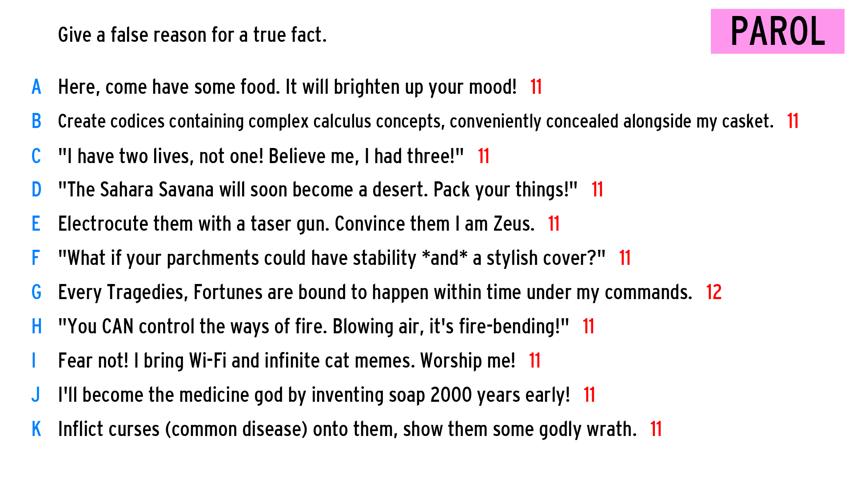 Give a false reason for a true fact.
PAROL
A Here, come have some food. It will brighten up your mood! 11
B Create codices containing complex calculus concepts, conveniently concealed alongside my casket. 11
C "I have two lives, not one! Believe me, I had three!" 11
D "The Sahara Savana will soon become a desert. Pack your things!" 11
E Electrocute them with a taser gun. Convince them I am Zeus. 11
F "What if your parchments could have stability *and* a stylish cover?" 11
G Every Tragedies, Fortunes are bound to happen within time under my commands. 12
H "You CAN control the ways of fire. Blowing air, it's fire-bending!" 11
I Fear not! I bring Wi-Fi and infinite cat memes. Worship me! 11
J I'll become the medicine god by inventing soap 2000 years early! 11
K Inflict curses (common disease) onto them, show them some godly wrath. 11